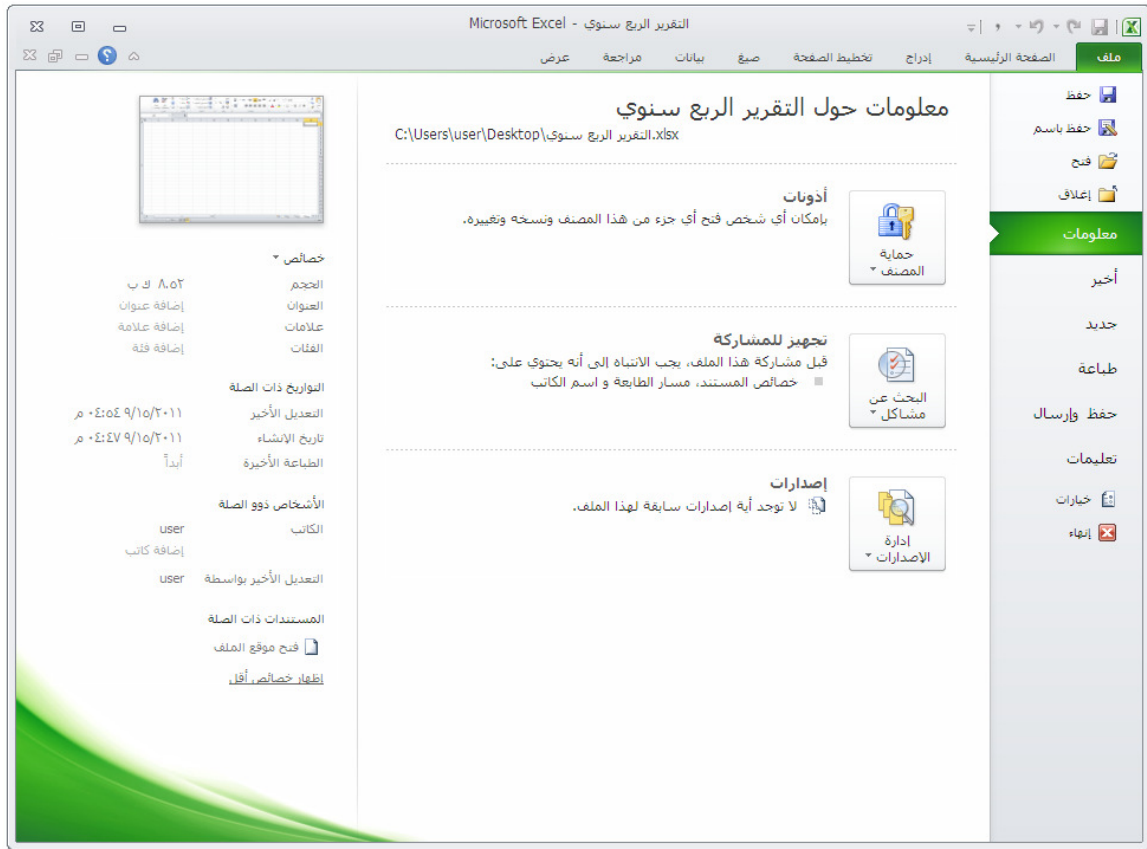 التقرير الربع سنوي - Microsoft Excel
ملف الصفحة الرئيسية إدراج تخطيط الصفحة صيغ بيانات مراجعة عرض
حفظ
حفظ باسم
فتح
إغلاق
معلومات
أخير
جديد
طباعة
حفظ وإرسال
تعليمات
خيارات
إنهاء
معلومات حول التقرير الربع سنوي
C:\Users\user\Desktop\التقرير الربع سنوي.xlsx
حماية
المصنف
أذونات
بإمكان أي شخص فتح أي جزء من هذا المصنف ونسخه وتغييره.
البحث عن
مشاكل
تجهيز للمشاركة
قبل مشاركة هذا الملف، يجب الانتباه إلى أنه يحتوي على:
خصائص المستند، مسار الطابعة و اسم الكاتب
إدارة
الإصدارات
إصدارات
لا توجد أية إصدارات سابقة لهذا الملف.
خصائص
الحجم ٨.٥٢ ك ب
العنوان إضافة عنوان
علامات إضافة علامة
الفئات إضافة فئة
التواريخ ذات الصلة
التعديل الأخير ٩/١٥/٢٠١١ ٠٤:٥٤ م
تاريخ الإنشاء ٩/١٥/٢٠١١ ٠٤:٤٧ م
الطباعة الأخيرة أبداً
الأشخاص ذوو الصلة
الكاتب user
إضافة كاتب
التعديل الأخير بواسطة user
المستندات ذات الصلة
فتح موقع الملف
إظهار خصائص أقل